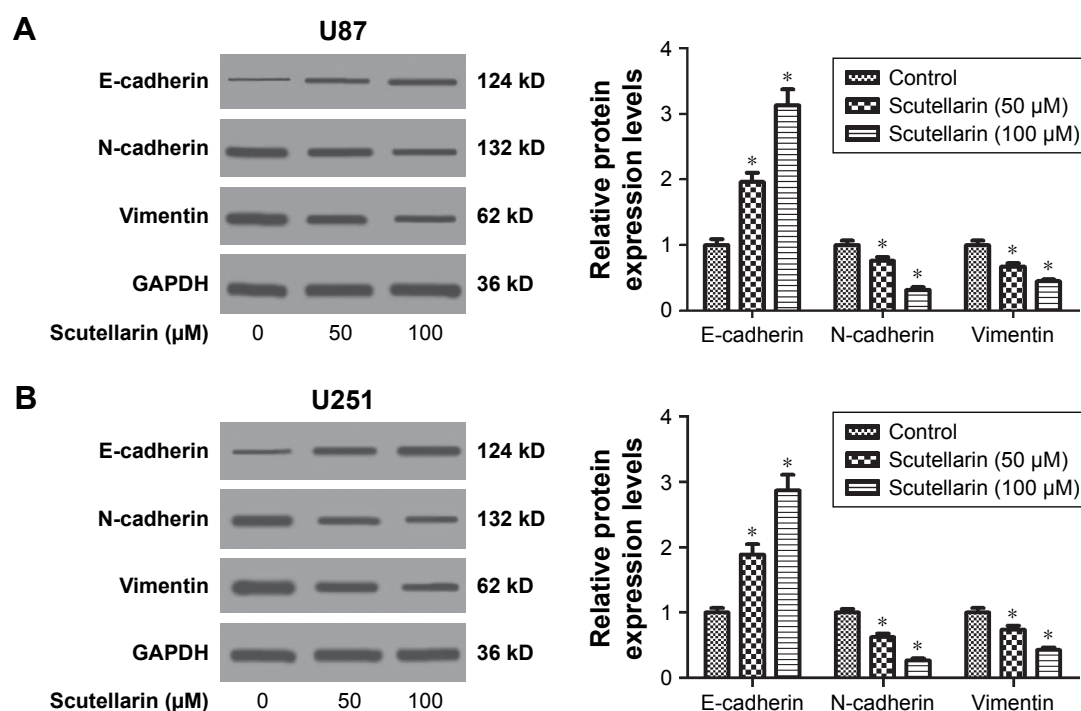 A
U87
E-cadherin 124 kD
N-cadherin 132 kD
Vimentin 62 kD
GAPDH 36 kD
Scutellarin (µM) 0 50 100
Relative protein
expression levels
4
3
2
1
0
* * * * * *
E-cadherin N-cadherin Vimentin
Control
Scutellarin (50 µM)
Scutellarin (100 µM)
B
U251
E-cadherin 124 kD
N-cadherin 132 kD
Vimentin 62 kD
GAPDH 36 kD
Scutellarin (µM) 0 50 100
Relative protein
expression levels
4
3
2
1
0
* * * * * *
E-cadherin N-cadherin Vimentin
Control
Scutellarin (50 µM)
Scutellarin (100 µM)